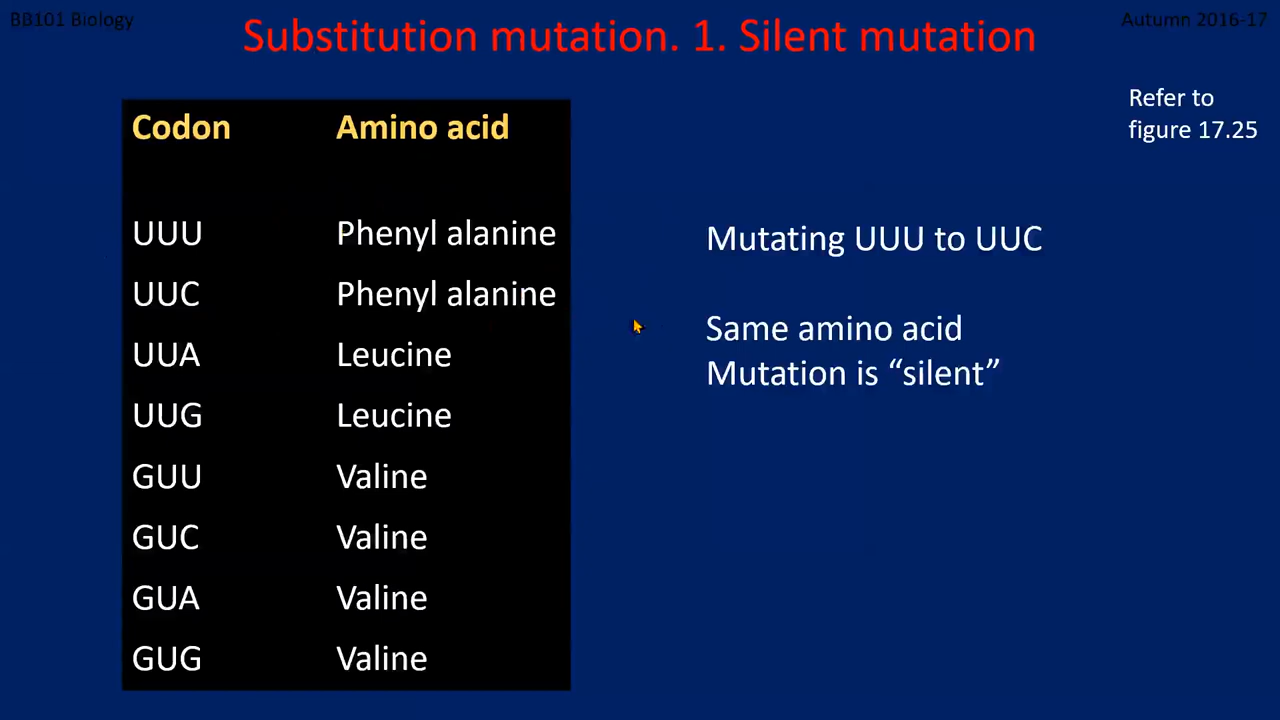 BB101 Biology
Autumn 2016-17
Substitution mutation. 1. Silent mutation
Refer to
figure 17.25
Codon Amino acid
UUU Phenyl alanine
UUC Phenyl alanine
UUA Leucine
UUG Leucine
GUU Valine
GUC Valine
GUA Valine
GUG Valine
Mutating UUU to UUC
Same amino acid
Mutation is “silent”